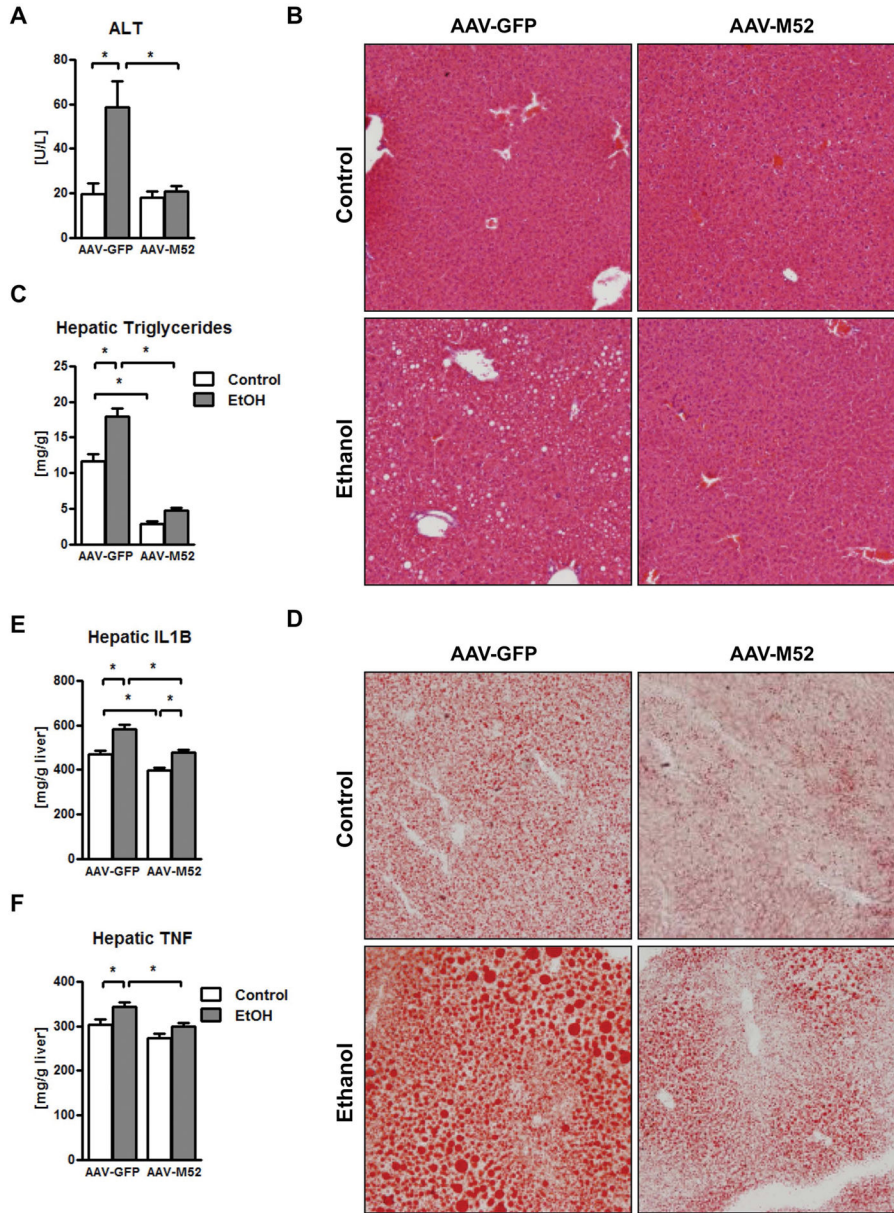 A
ALT
[U/L]
80
60
40
20
0
*
*
AAV-GFP
AAV-M52
B
AAV-GFP
AAV-M52
Control
Ethanol
C
Hepatic Triglycerides
[mg/g]
25
20
15
10
5
0
*
*
*
Control
EtOH
AAV-GFP
AAV-M52
E
Hepatic IL1B
[mg/g liver]
800
600
400
200
0
*
*
*
*
AAV-GFP
AAV-M52
D
AAV-GFP
AAV-M52
Control
Ethanol
F
Hepatic TNF
[mg/g liver]
400
300
200
100
0
*
*
Control
EtOH
AAV-GFP
AAV-M52